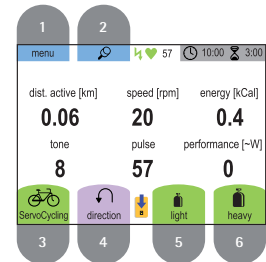 1 2
menu 57 10:00 3:00
dist. active [km] speed [rpm] energy [kCal]
0.06 20 0.4
tone pulse performance [~W]
8 57 0
ServoCycling direction light heavy
3 4 5 6